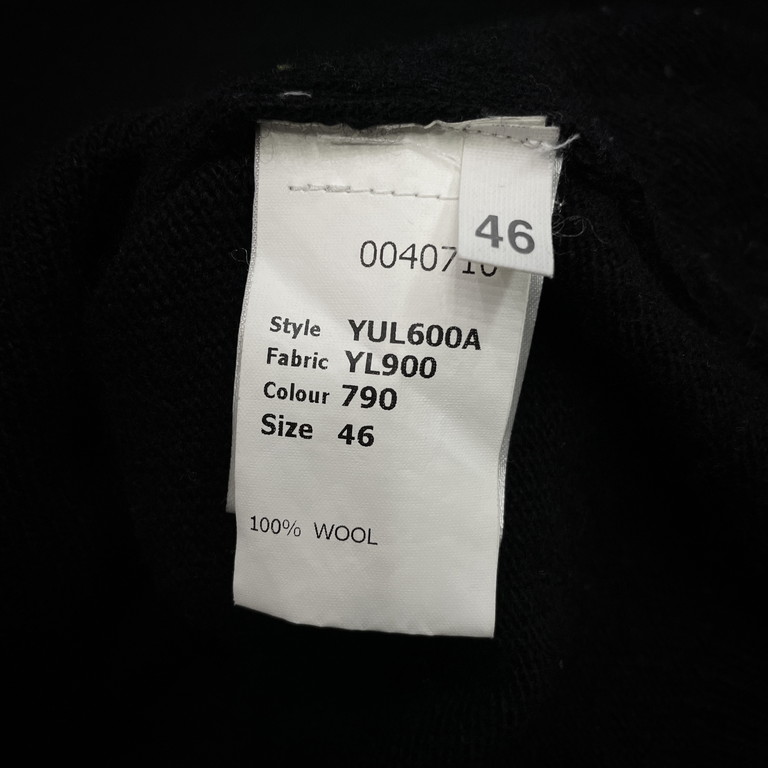 46
0040710
Style YUL600A
Fabric YL900
Colour 790
Size 46
100% WOOL